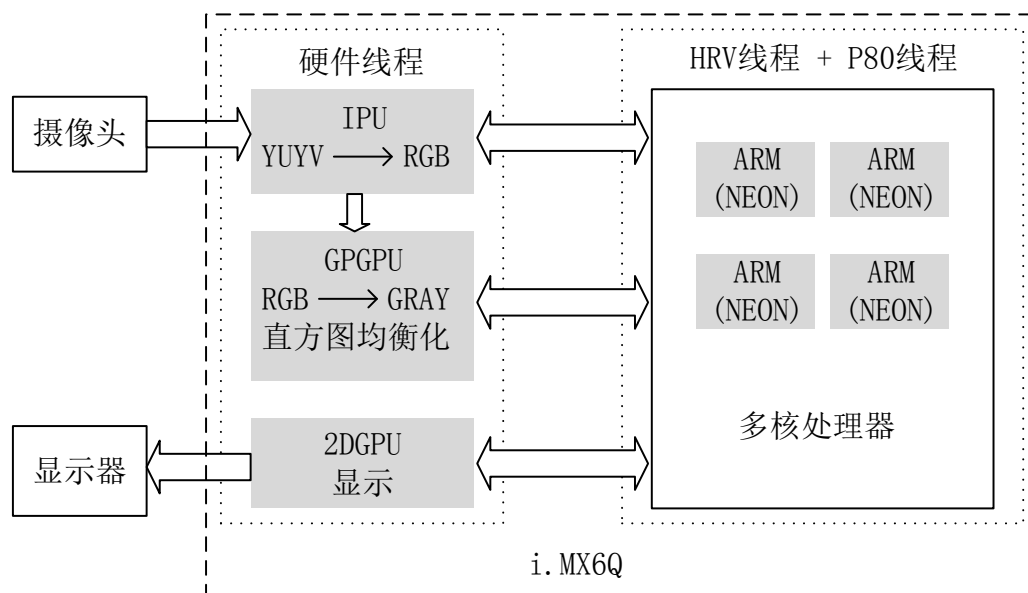 硬件线程
HRV线程 + P80线程
摄像头
IPU
YUYV → RGB
GPGPU
RGB → GRAY
直方图均衡化
ARM
(NEON)
ARM
(NEON)
ARM
(NEON)
ARM
(NEON)
多核处理器
显示器
2DGPU
显示
i.MX6Q